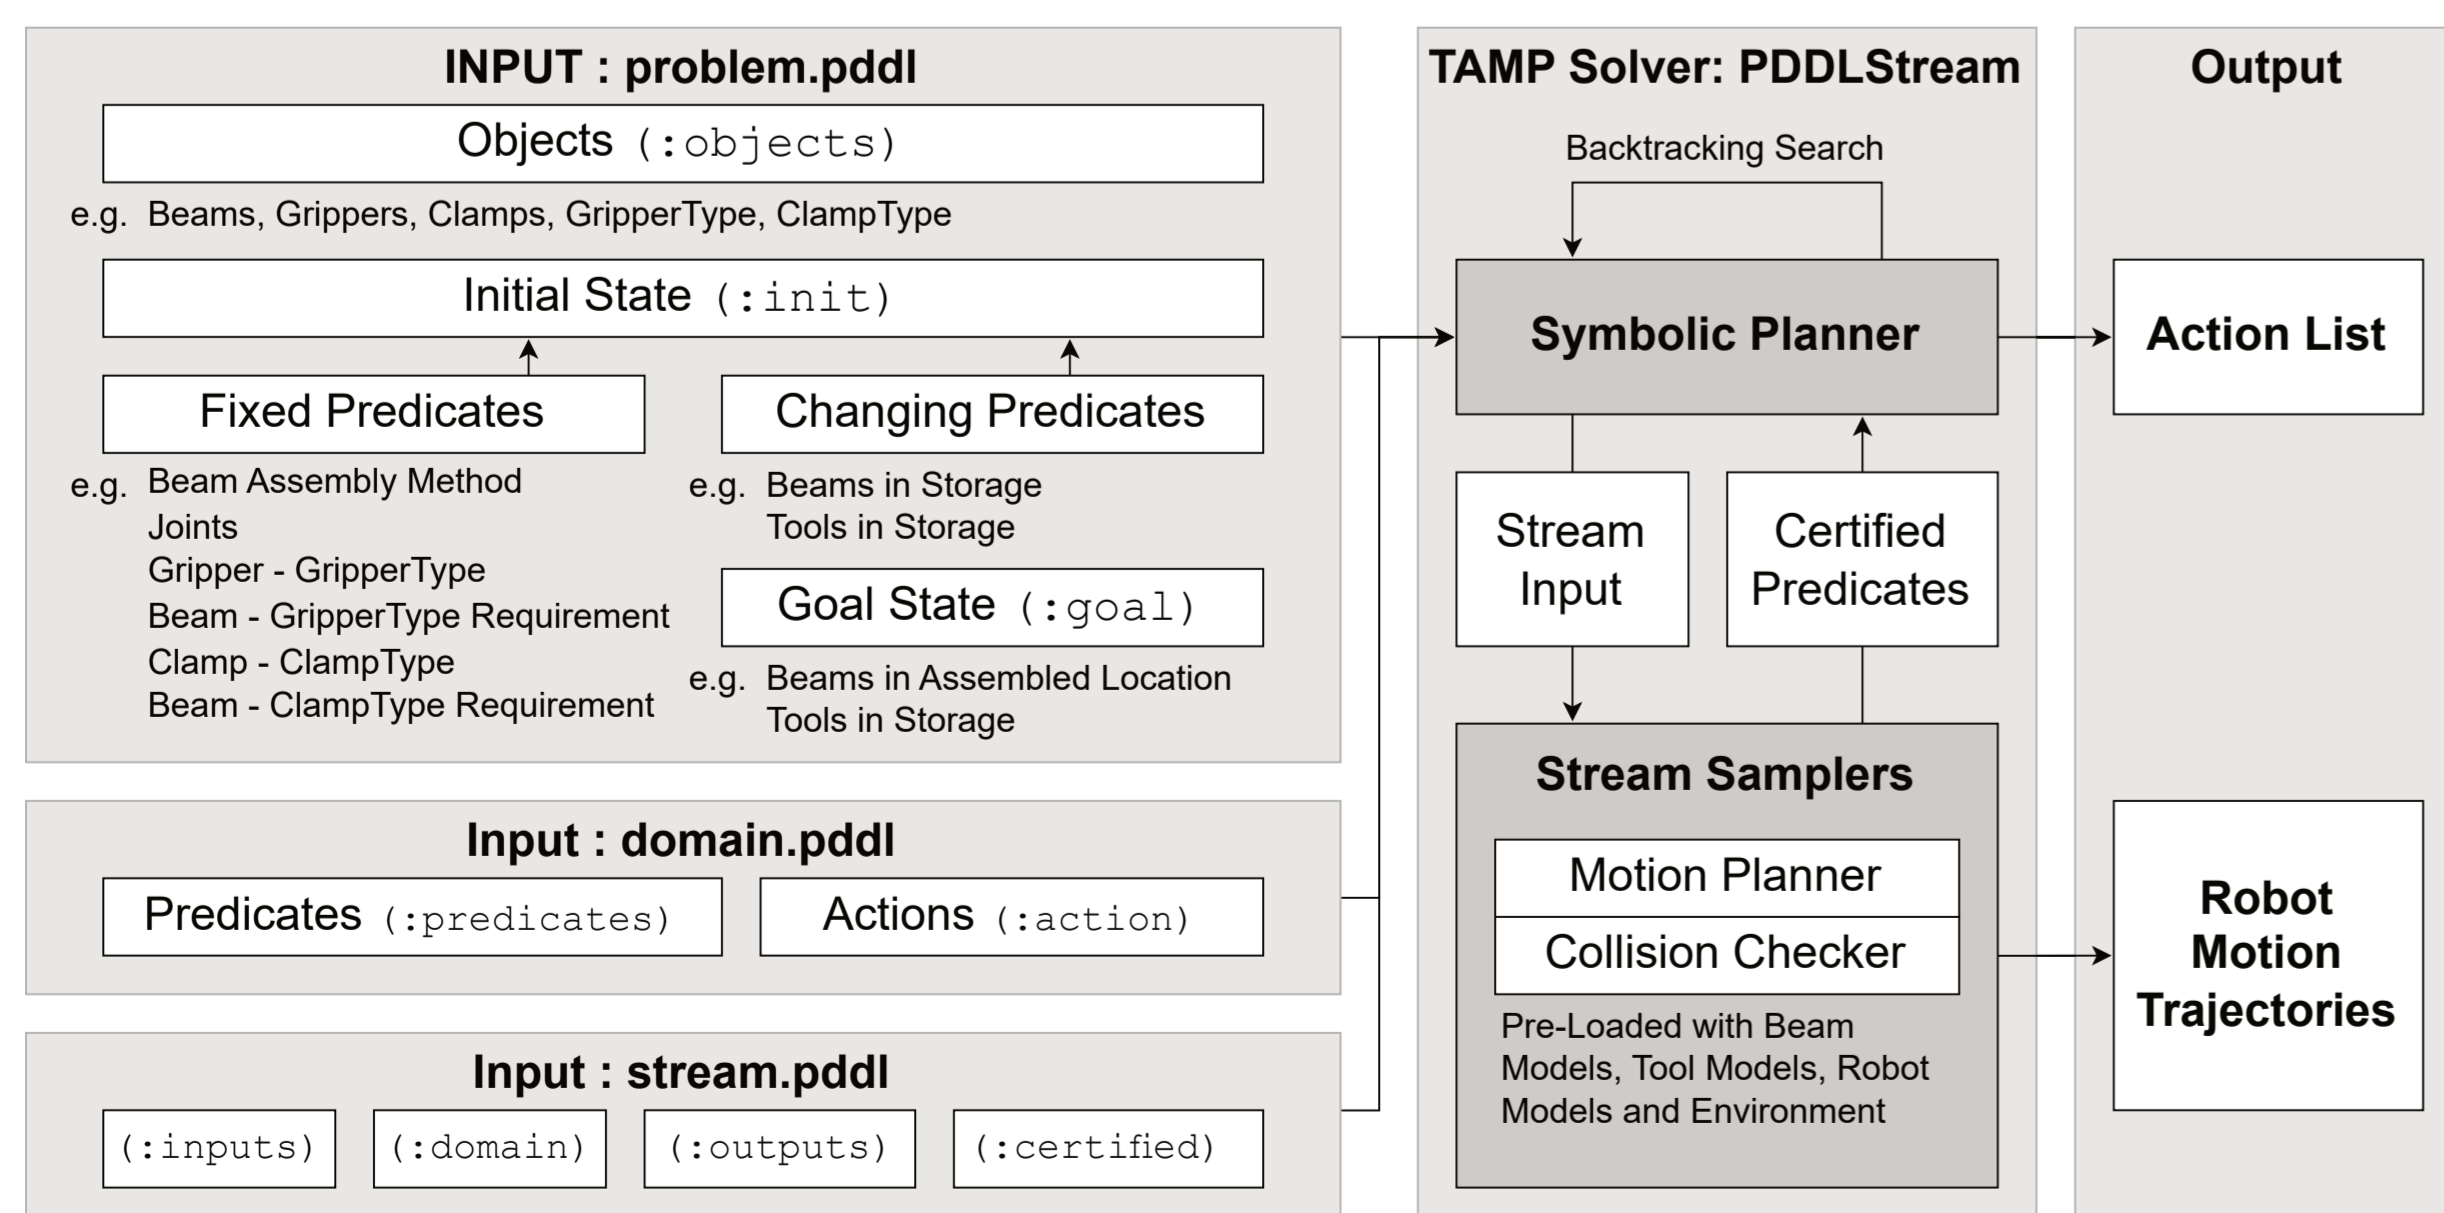 INPUT : problem.pddl
Objects (:objects)
e.g. Beams, Grippers, Clamps, GripperType, ClampType
Initial State (:init)
Fixed Predicates
e.g. Beam Assembly Method
Joints
Gripper - GripperType
Beam - GripperType Requirement
Clamp - ClampType
Beam - ClampType Requirement
Changing Predicates
e.g. Beams in Storage
Tools in Storage
Goal State (:goal)
e.g. Beams in Assembled Location
Tools in Storage
Input : domain.pddl
Predicates (:predicates)
Actions (:action)
Input : stream.pddl
(:inputs)
(:domain)
(:outputs)
(:certified)
TAMP Solver: PDDLStream
Backtracking Search
Symbolic Planner
Stream
Input
Certified
Predicates
Stream Samplers
Motion Planner
Collision Checker
Pre-Loaded with Beam
Models, Tool Models, Robot
Models and Environment
Output
Action List
Robot
Motion
Trajectories